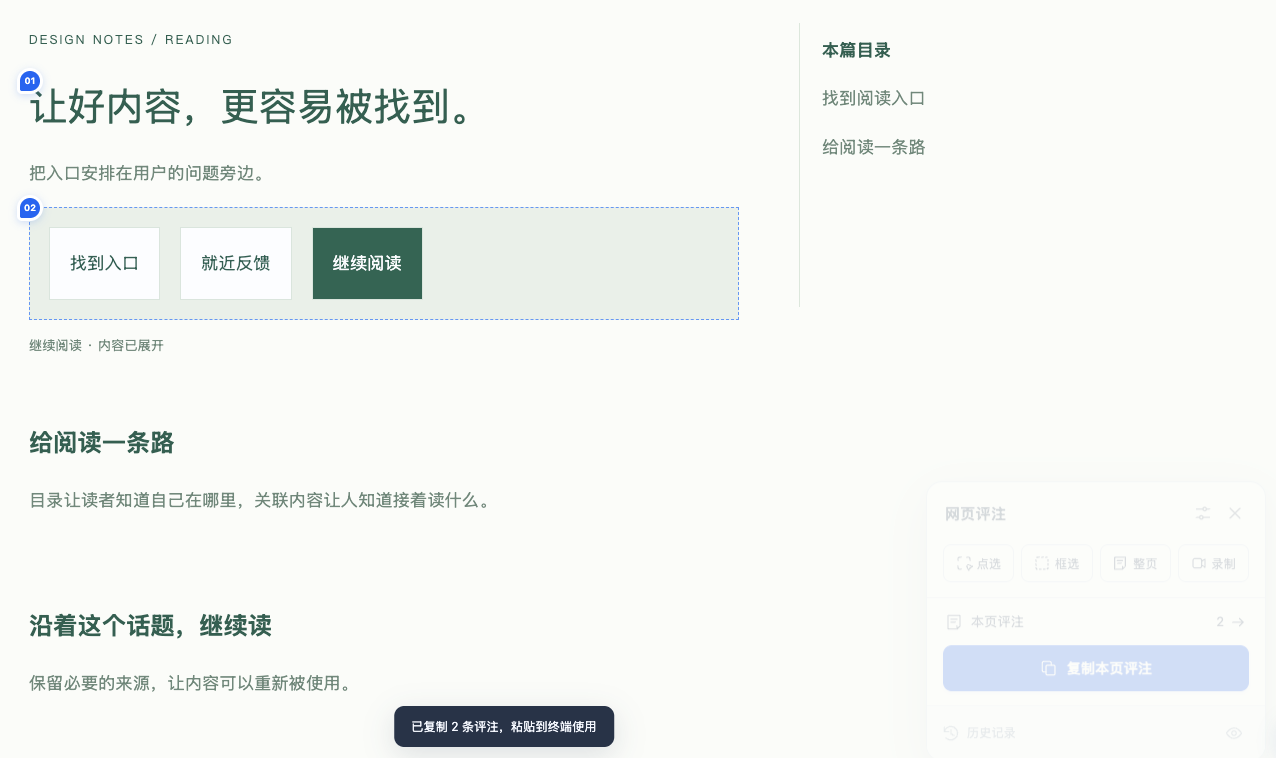 DESIGN NOTES / READING
01
让好内容，更容易被找到。
把入口安排在用户的问题旁边。
02
找到入口
就近反馈
继续阅读
继续阅读 · 内容已展开
给阅读一条路
目录让读者知道自己在哪里，关联内容让人知道接着读什么。
沿着这个话题，继续读
保留必要的来源，让内容可以重新被使用。
本篇目录
找到阅读入口
给阅读一条路
网页评注
点选
框选
整页
录制
本页评注
2
复制本页评注
历史记录
已复制 2 条评注，粘贴到终端使用